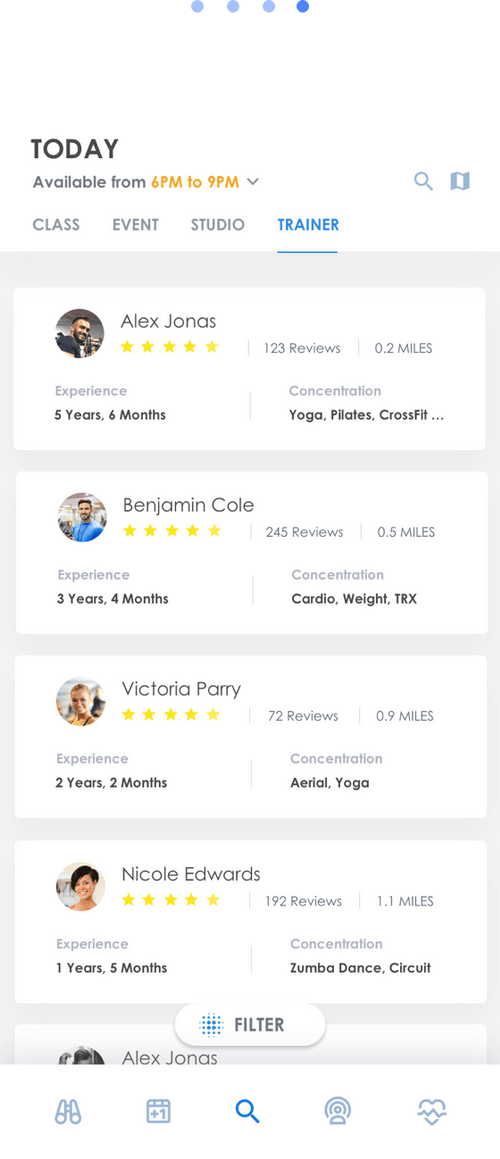 TODAY
Available from 6PM to 9PM
CLASS EVENT STUDIO TRAINER
Alex Jonas
123 Reviews 0.2 MILES
Experience Concentration
5 Years, 6 Months Yoga, Pilates, CrossFit ...
Benjamin Cole
245 Reviews 0.5 MILES
Experience Concentration
3 Years, 4 Months Cardio, Weight, TRX
Victoria Parry
72 Reviews 0.9 MILES
Experience Concentration
2 Years, 2 Months Aerial, Yoga
Nicole Edwards
192 Reviews 1.1 MILES
Experience Concentration
1 Years, 5 Months Zumba Dance, Circuit
FILTER
Alex Jonas
+1